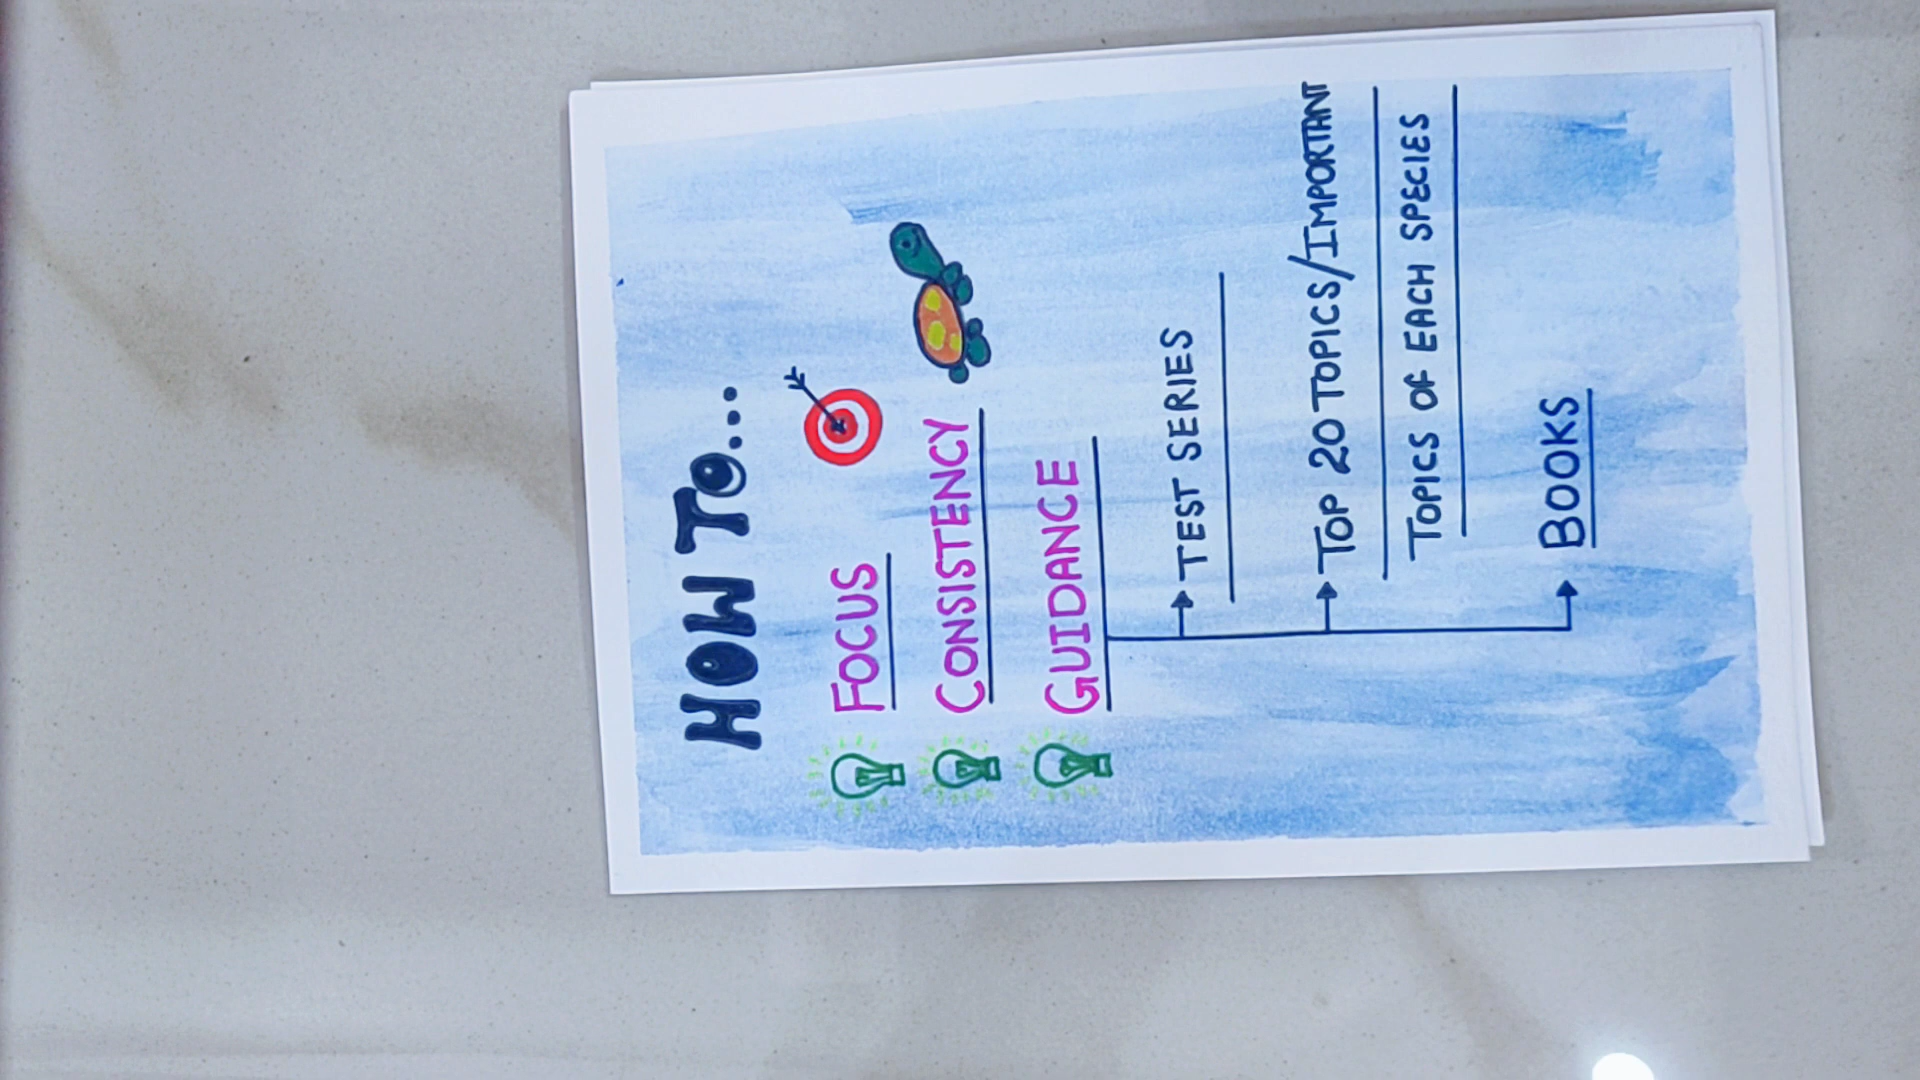 HOW TO...
FOCUS
CONSISTENCY
GUIDANCE
TEST SERIES
TOP 20 TOPICS/IMPORTANT
TOPICS OF EACH SPECIES
BOOKS